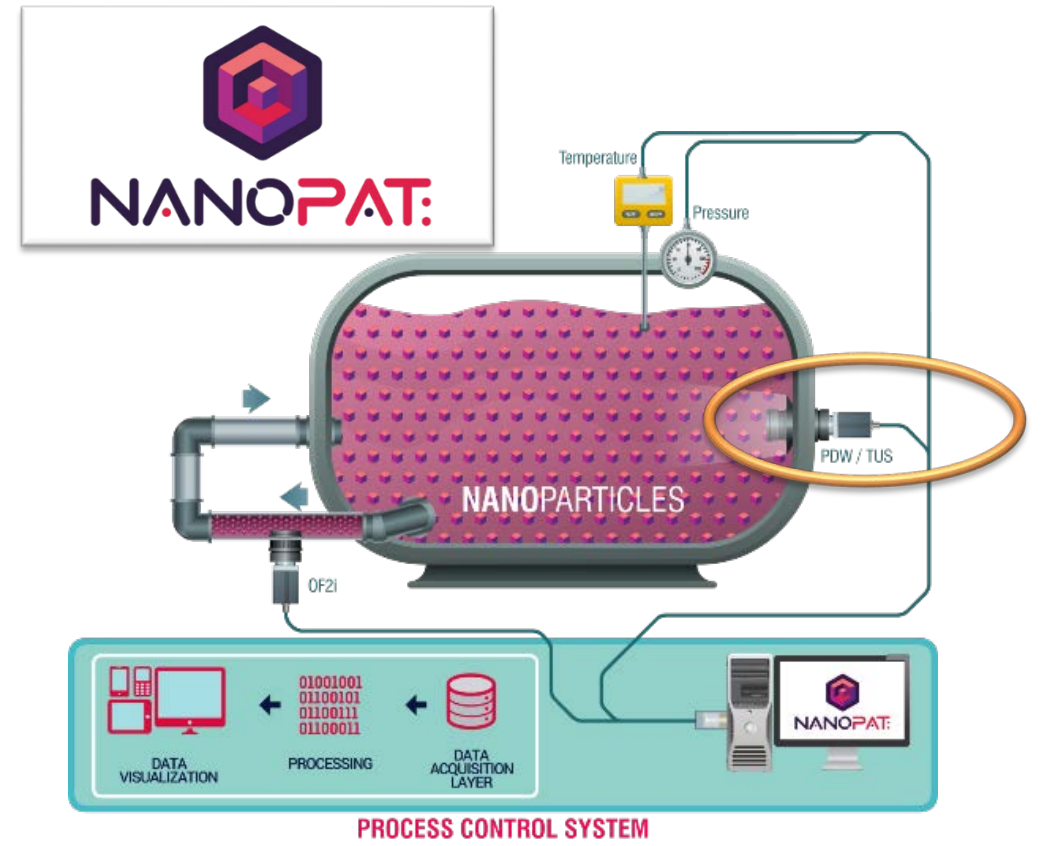 NANOPAT:
Temperature
Pressure
PDW / TUS
NANOPARTICLES
OF2i
01001001
01100101
01100111
01100011
DATA
VISUALIZATION
PROCESSING
DATA
ACQUISITION
LAYER
NANOPAT:
PROCESS CONTROL SYSTEM